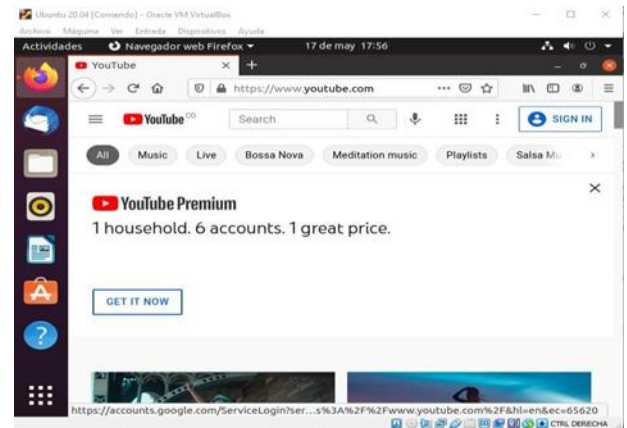 Ubuntu 20.04 [Corriendo] - Oracle VM VirtualBox
Archivo Máquina Ver Entrada Dispositivos Ayuda
Actividades Navegador web Firefox 17 de may 17:56
YouTube
https://www.youtube.com
YouTube CO Search SIGN IN
All Music Live Bossa Nova Meditation music Playlists Salsa Mu
YouTube Premium
1 household. 6 accounts. 1 great price.
GET IT NOW
https://accounts.google.com/ServiceLogin?ser...s%3A%2F%2Fwww.youtube.com%2F&hl=en&ec=65620
CTRL DERECHA